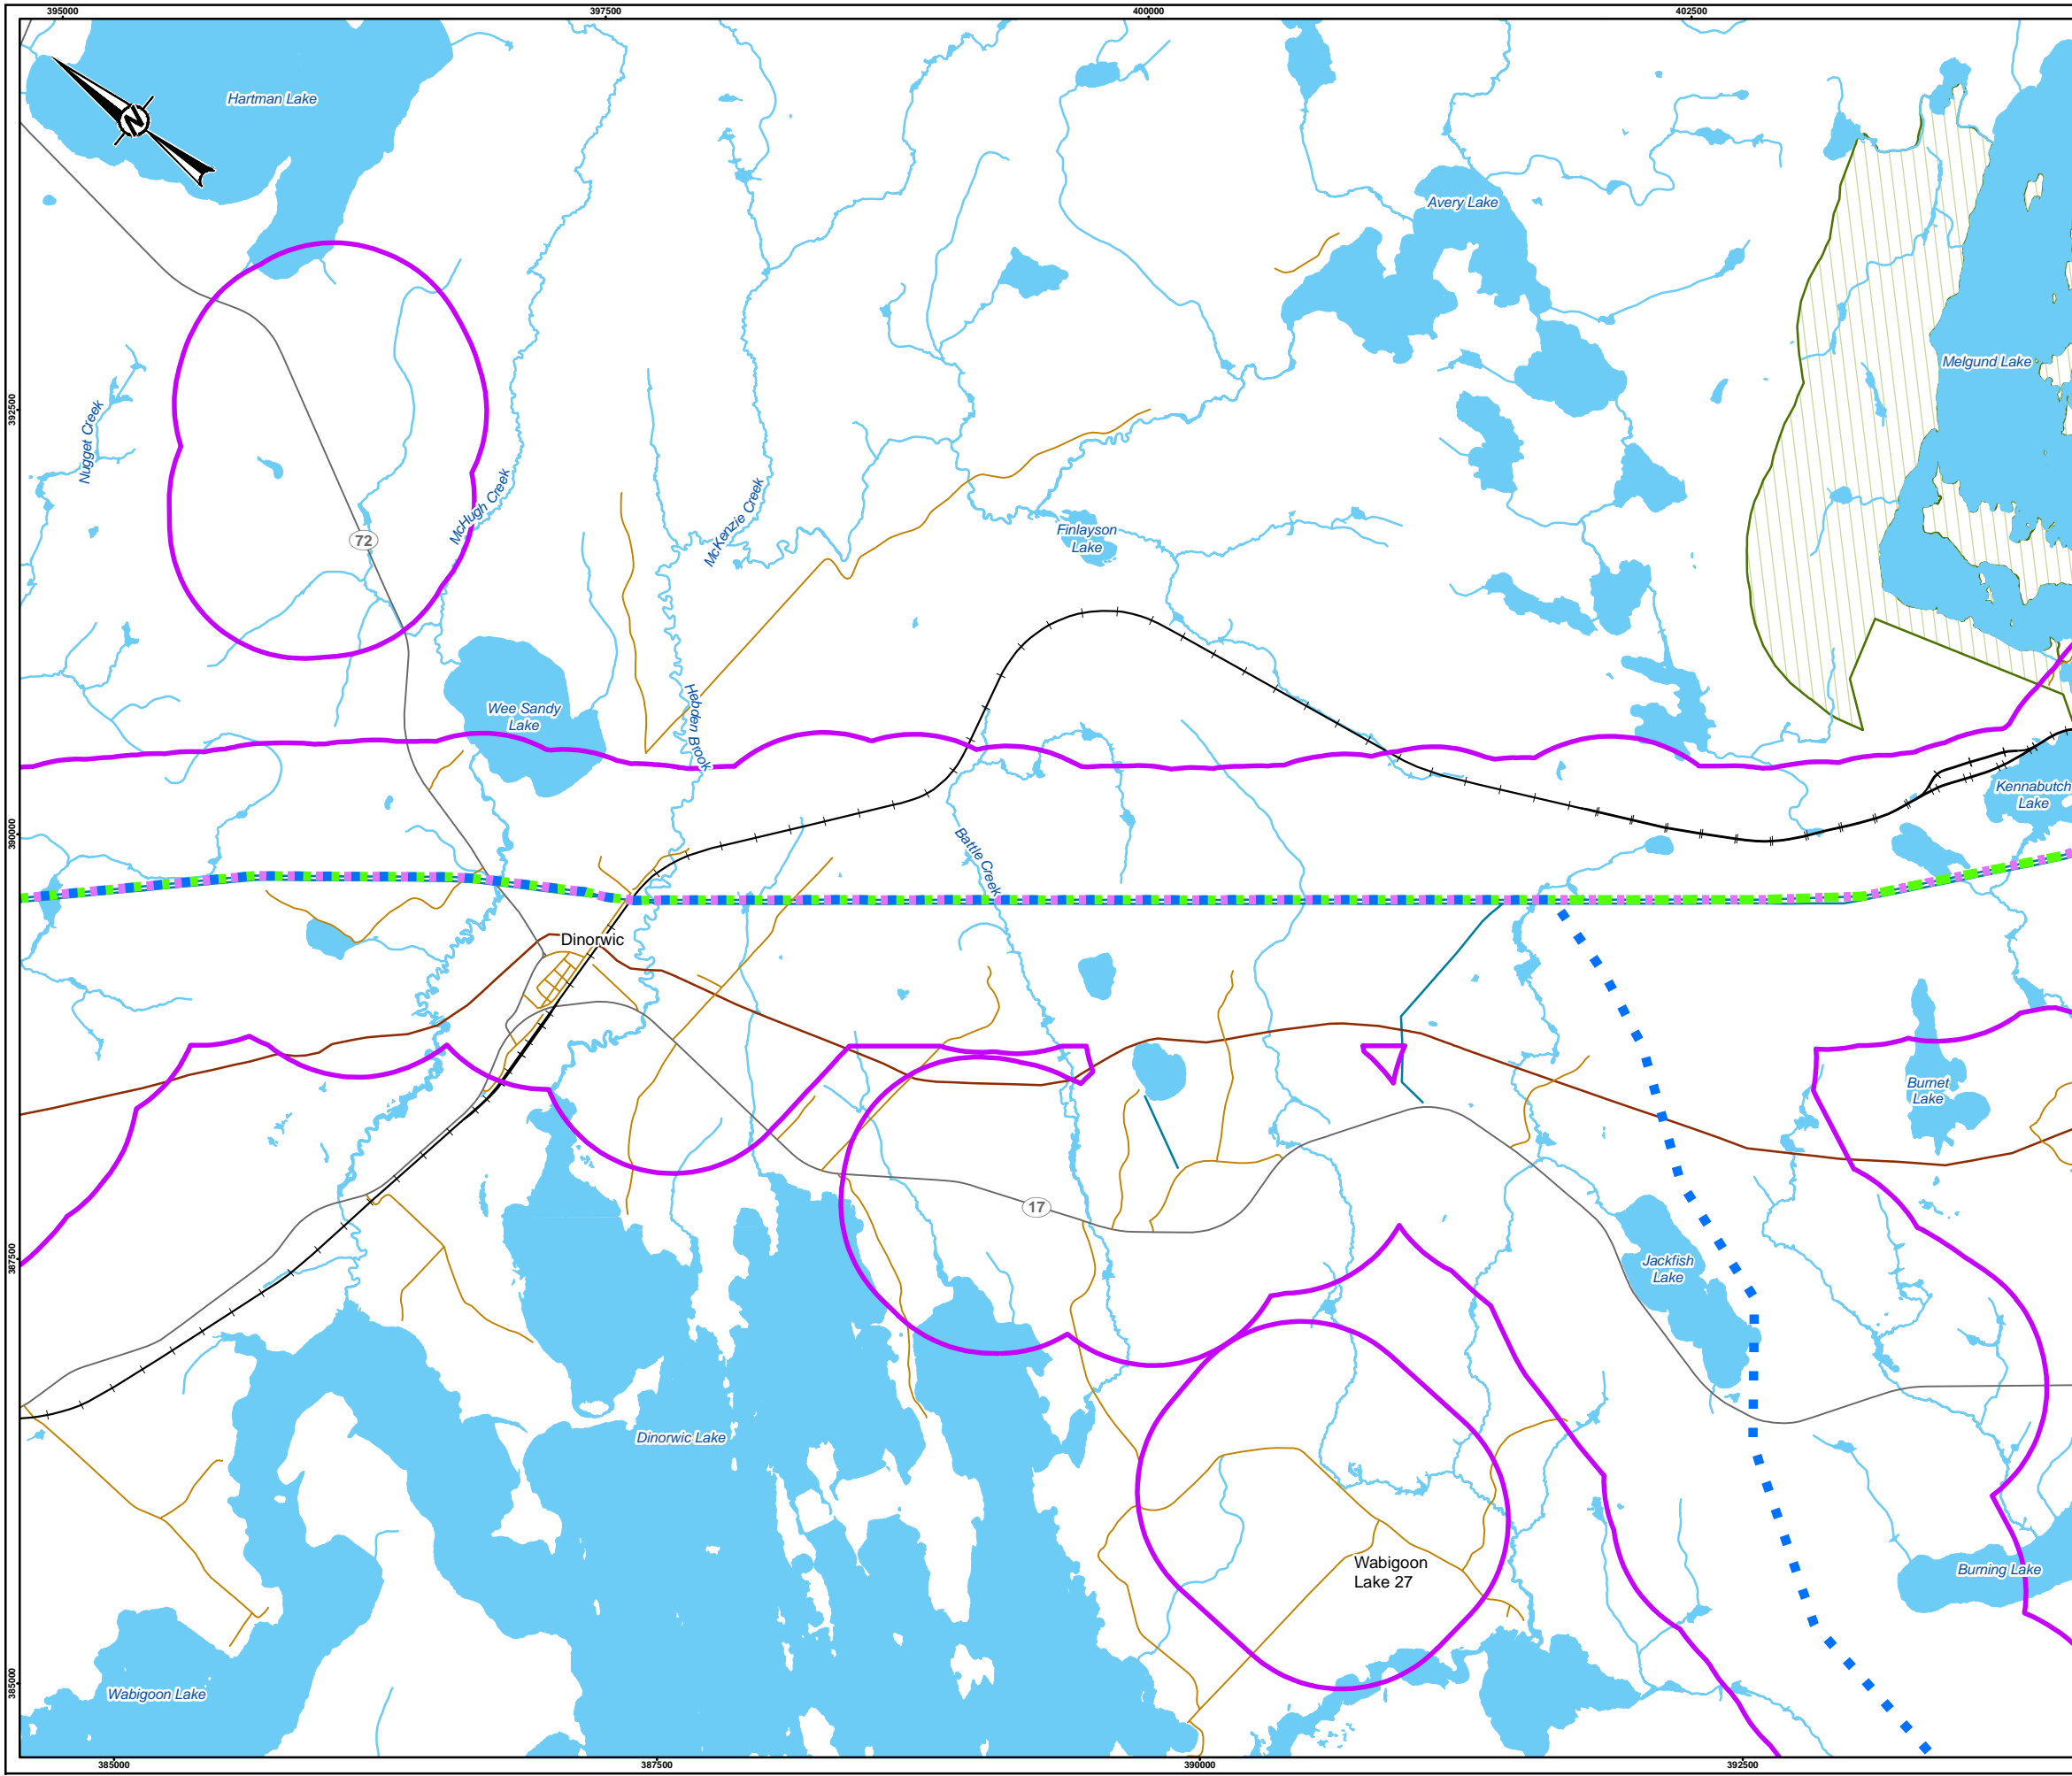 395000
397500
400000
402500
Hartman Lake
N
Avery Lake
Melgund Lake
392500
Nugget Creek
McHugh Creek
McKenzie Creek
72
Finlayson
Lake
Hebden Brook
Wee Sandy
Lake
Kennabutch
Lake
390000
Battle Creek
Dinorwic
Burnet
Lake
17
387500
Jackfish
Lake
Dinorwic Lake
Wabigoon
Lake 27
Burning Lake
385000
Wabigoon Lake
385000
387500
390000
392500